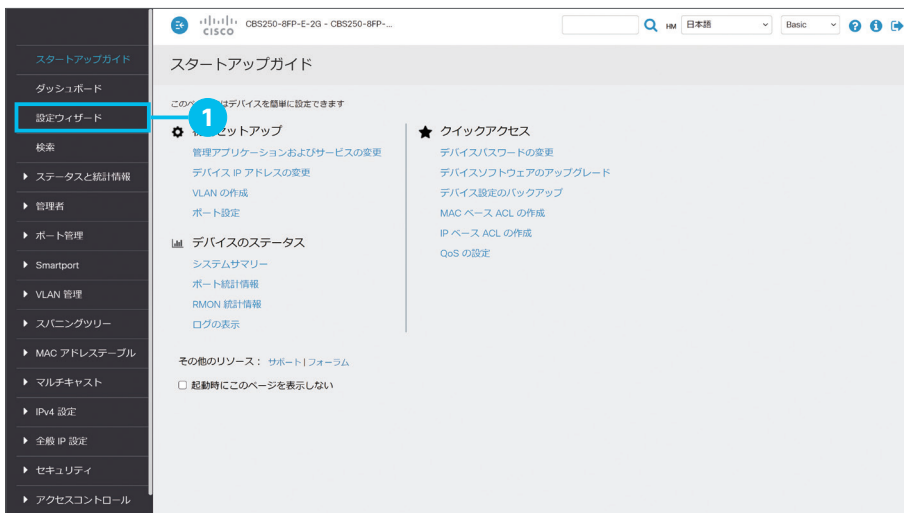 CISCO
CBS250-8FP-E-2G - CBS250-8FP-...
HM 日本語 Basic
スタートアップガイド
ダッシュボード
設定ウィザード
検索
ステータスと統計情報
管理者
ポート管理
Smartport
VLAN 管理
スパニングツリー
MAC アドレステーブル
マルチキャスト
IPv4 設定
全般 IP 設定
セキュリティ
アクセスコントロール
スタートアップガイド
はデバイスを簡単に設定できます
1
セットアップ
管理アプリケーションおよびサービスの変更
デバイス IP アドレスの変更
VLAN の作成
ポート設定
デバイスのステータス
システムサマリー
ポート統計情報
RMON 統計情報
ログの表示
クイックアクセス
デバイスパスワードの変更
デバイスソフトウェアのアップグレード
デバイス設定のバックアップ
MAC ベース ACL の作成
IP ベース ACL の作成
QoS の設定
その他のリソース： サポート | フォーラム
起動時にこのページを表示しない